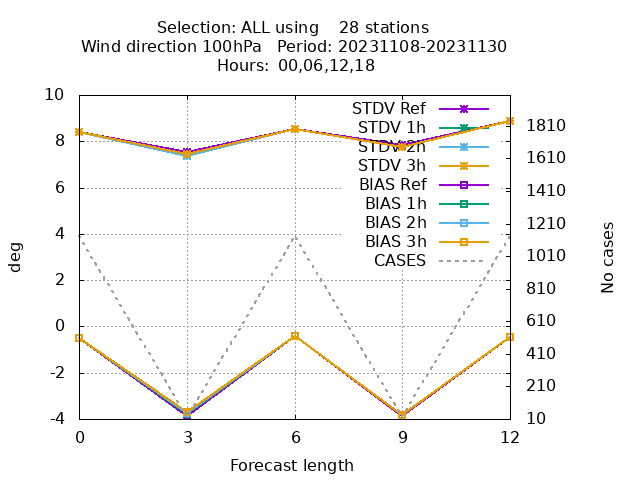 Selection: ALL using    28 stations
Wind direction 100hPa   Period: 20231108-20231130
Hours:  00,06,12,18
10
8
6
4
2
0
-2
-4
deg
STDV Ref
STDV 1h
STDV 2h
STDV 3h
BIAS Ref
BIAS 1h
BIAS 2h
BIAS 3h
CASES
1810
1610
1410
1210
1010
810
610
410
210
10
No cases
0 3 6 9 12
Forecast length